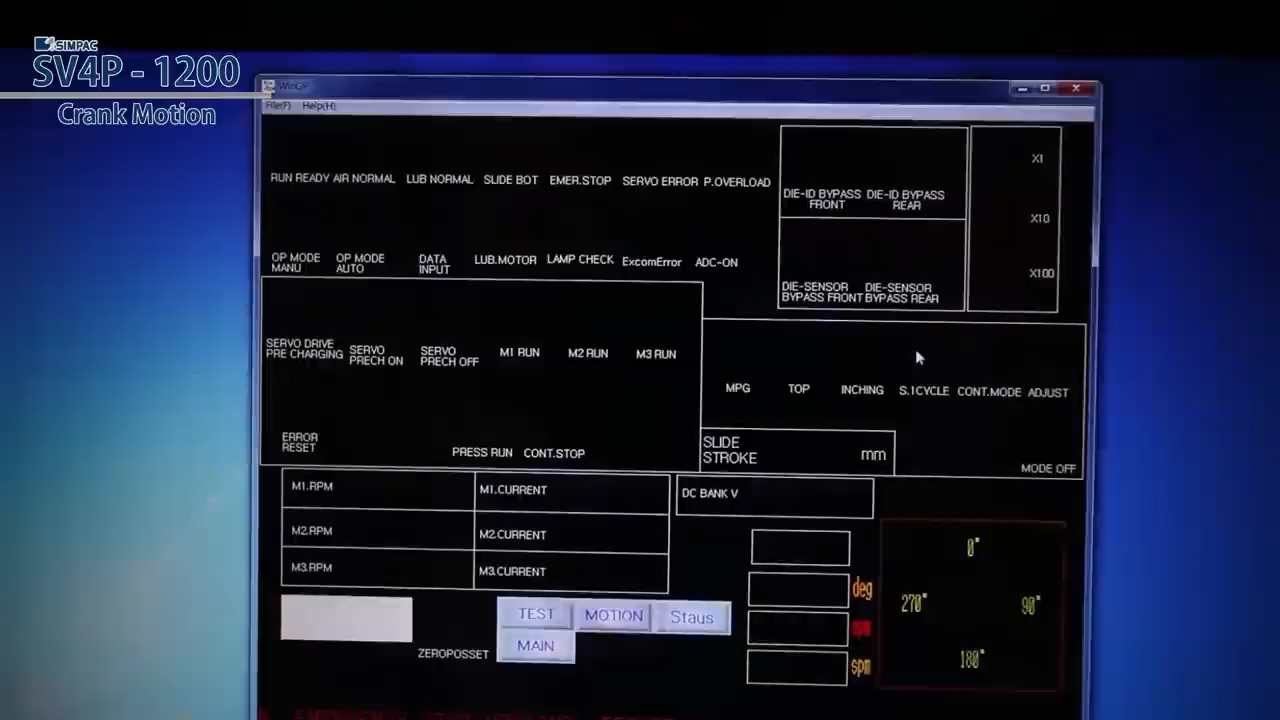 SIMPAC
SV4P - 1200
Crank Motion
WinGP
File(F) Help(H)
RUN READY AIR NORMAL LUB NORMAL SLIDE BOT EMER.STOP SERVO ERROR P.OVERLOAD
DIE-ID BYPASS FRONT
DIE-ID BYPASS REAR
X1
X10
X100
OP MODE MANU
OP MODE AUTO
DATA INPUT
LUB.MOTOR LAMP CHECK ExcomError ADC-ON
DIE-SENSOR BYPASS FRONT
DIE-SENSOR BYPASS REAR
SERVO DRIVE PRE CHARGING
SERVO PRECH ON
SERVO PRECH OFF
M1 RUN M2 RUN M3 RUN
MPG TOP INCHING S.1CYCLE CONT.MODE ADJUST
ERROR RESET
PRESS RUN CONT.STOP
SLIDE STROKE mm
MODE OFF
M1.RPM M1.CURRENT
DC BANK V
M2.RPM M2.CURRENT
M3.RPM M3.CURRENT
deg
spm
0°
270° 90°
180°
TEST MOTION Staus
MAIN
ZEROPOSSET